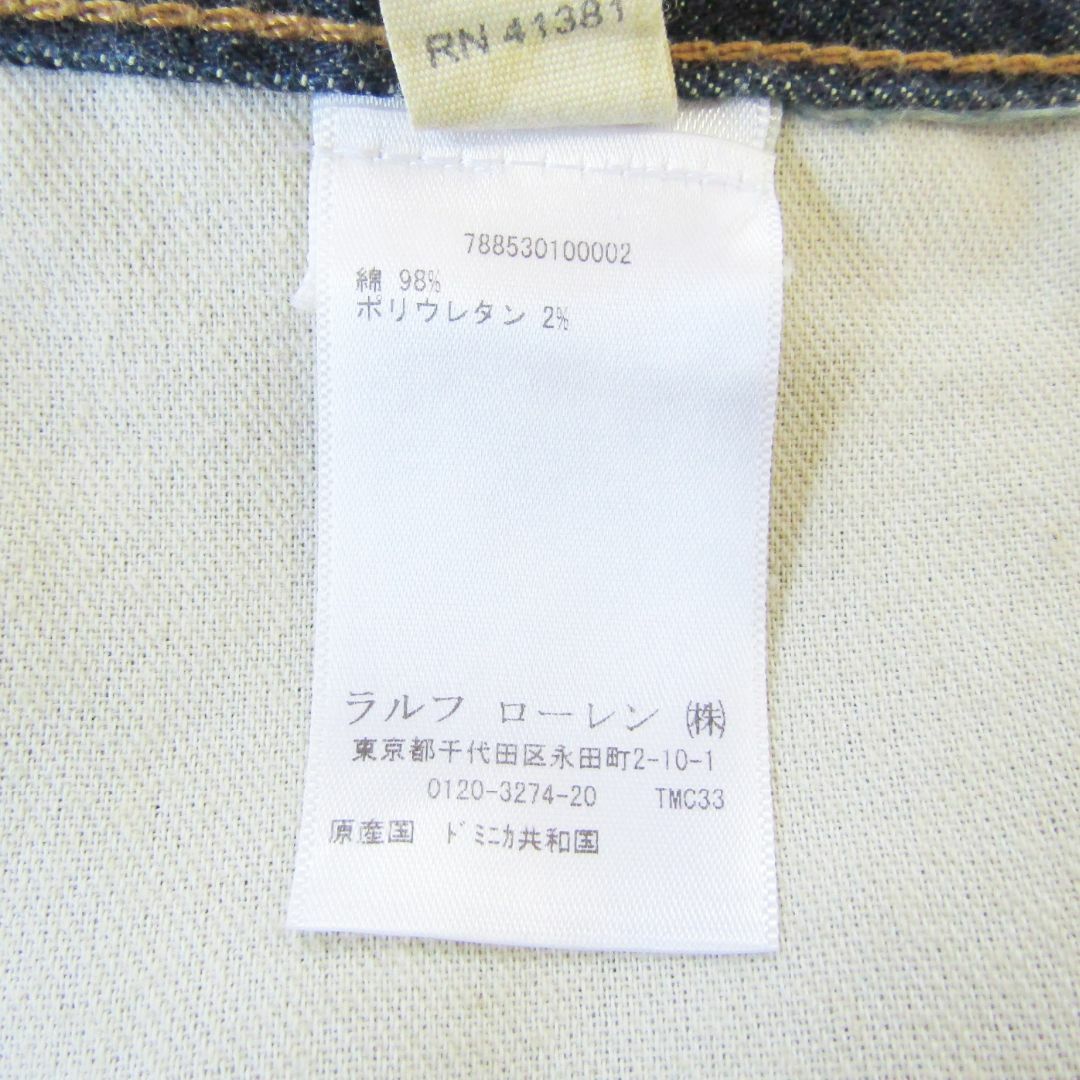 RN 41381
788530100002
綿 98%
ポリウレタン 2%
ラルフ ローレン ㈱
東京都千代田区永田町2-10-1
0120-3274-20 TMC33
原産国 ﾄﾞﾐﾆｶ共和国